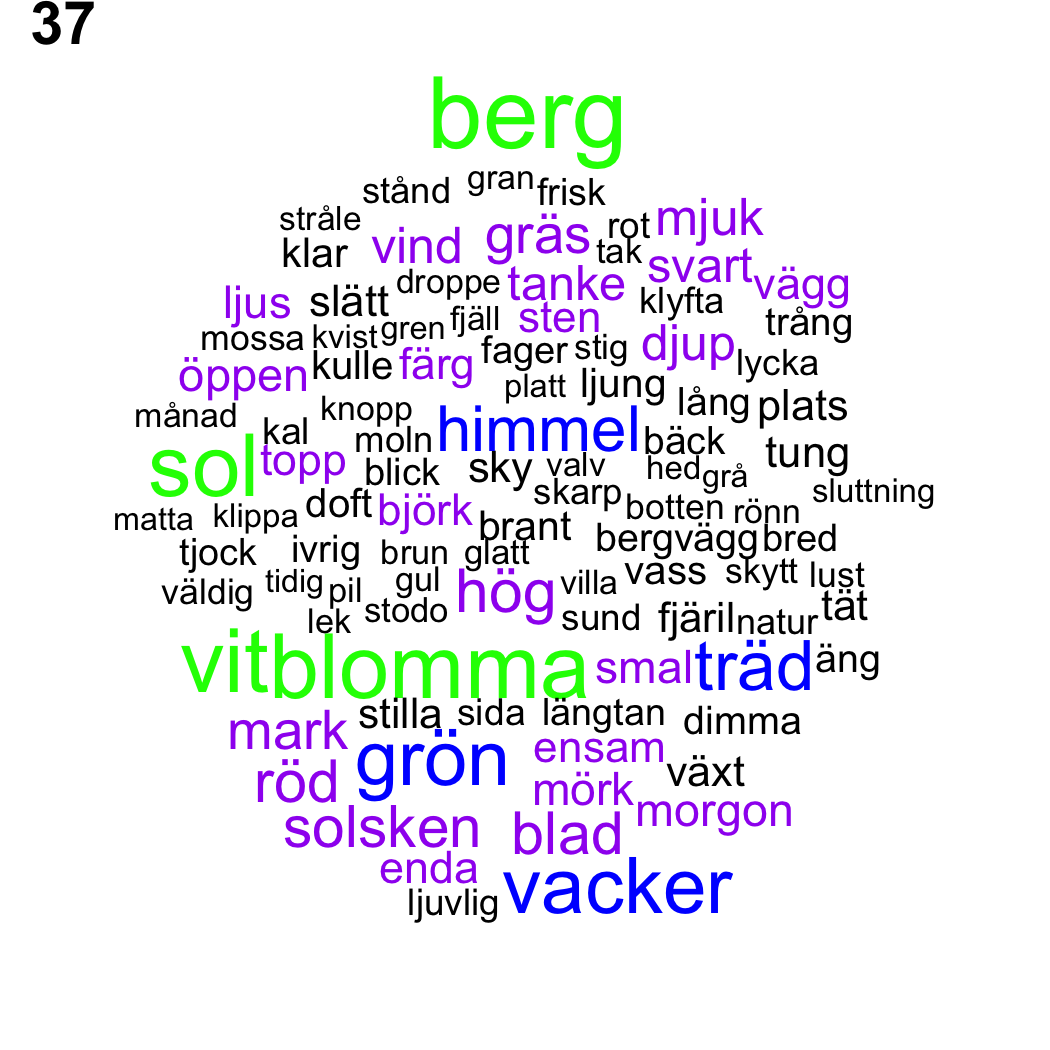 37
berg
stånd gran frisk
stråle rot mjuk
klar vind gräs tak
droppe tanke svart vägg
ljus slätt klyfta
mossa kvist gren fjäll sten trång
öppen kulle färg fager stig djup lycka
platt ljung
månad knopp lång plats
kal moln himmel bäck
sol topp blick sky valv hed grå tung
skarp sluttning
matta klippa doft björk botten rönn
brant bergvägg bred
tjock ivrig brun glatt
väldig tidig pil gul hög villa vass skytt lust
lek stodo sund fjäril natur tät
vit blomma smal träd äng
mark stilla sida längtan dimma
grön ensam
röd mörk växt
solsken blad morgon
enda
ljuvlig vacker